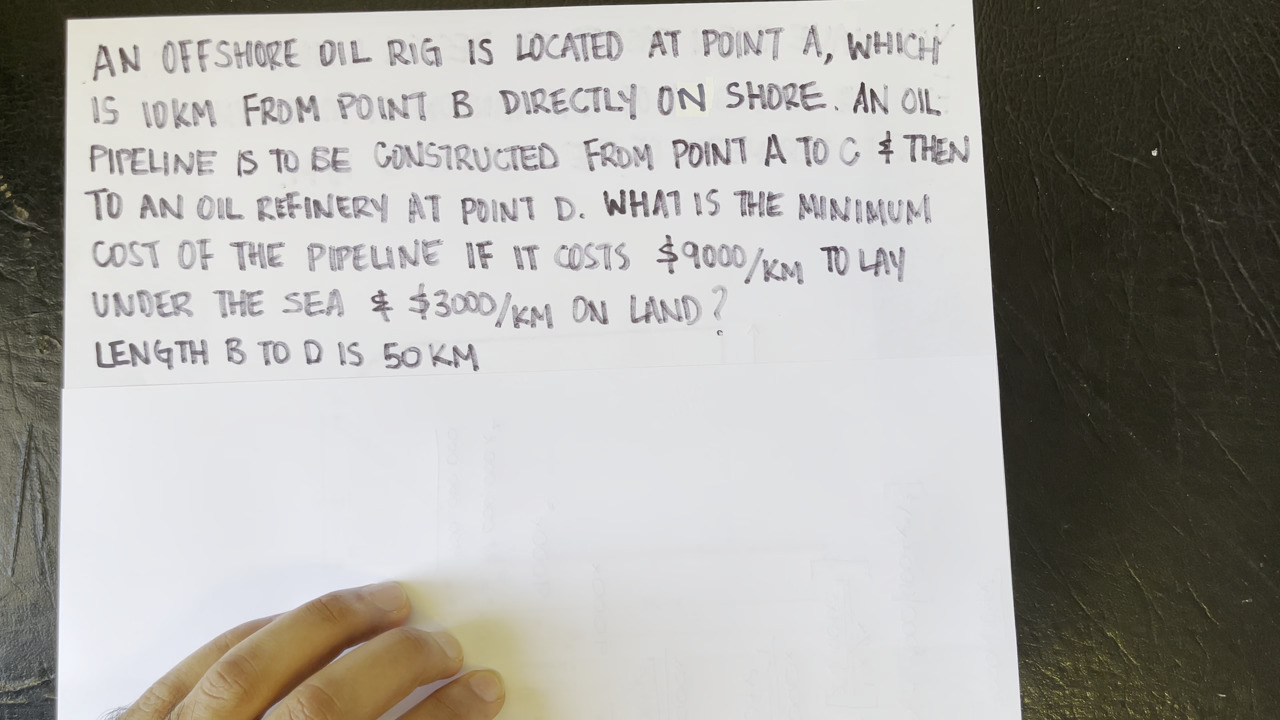 AN OFFSHORE OIL RIG IS LOCATED AT POINT A, WHICH
IS 10KM FROM POINT B DIRECTLY ON SHORE. AN OIL
PIPELINE IS TO BE CONSTRUCTED FROM POINT A TO C & THEN
TO AN OIL REFINERY AT POINT D. WHAT IS THE MINIMUM
COST OF THE PIPELINE IF IT COSTS $9000/KM TO LAY
UNDER THE SEA & $3000/KM ON LAND?
LENGTH B TO D IS 50KM